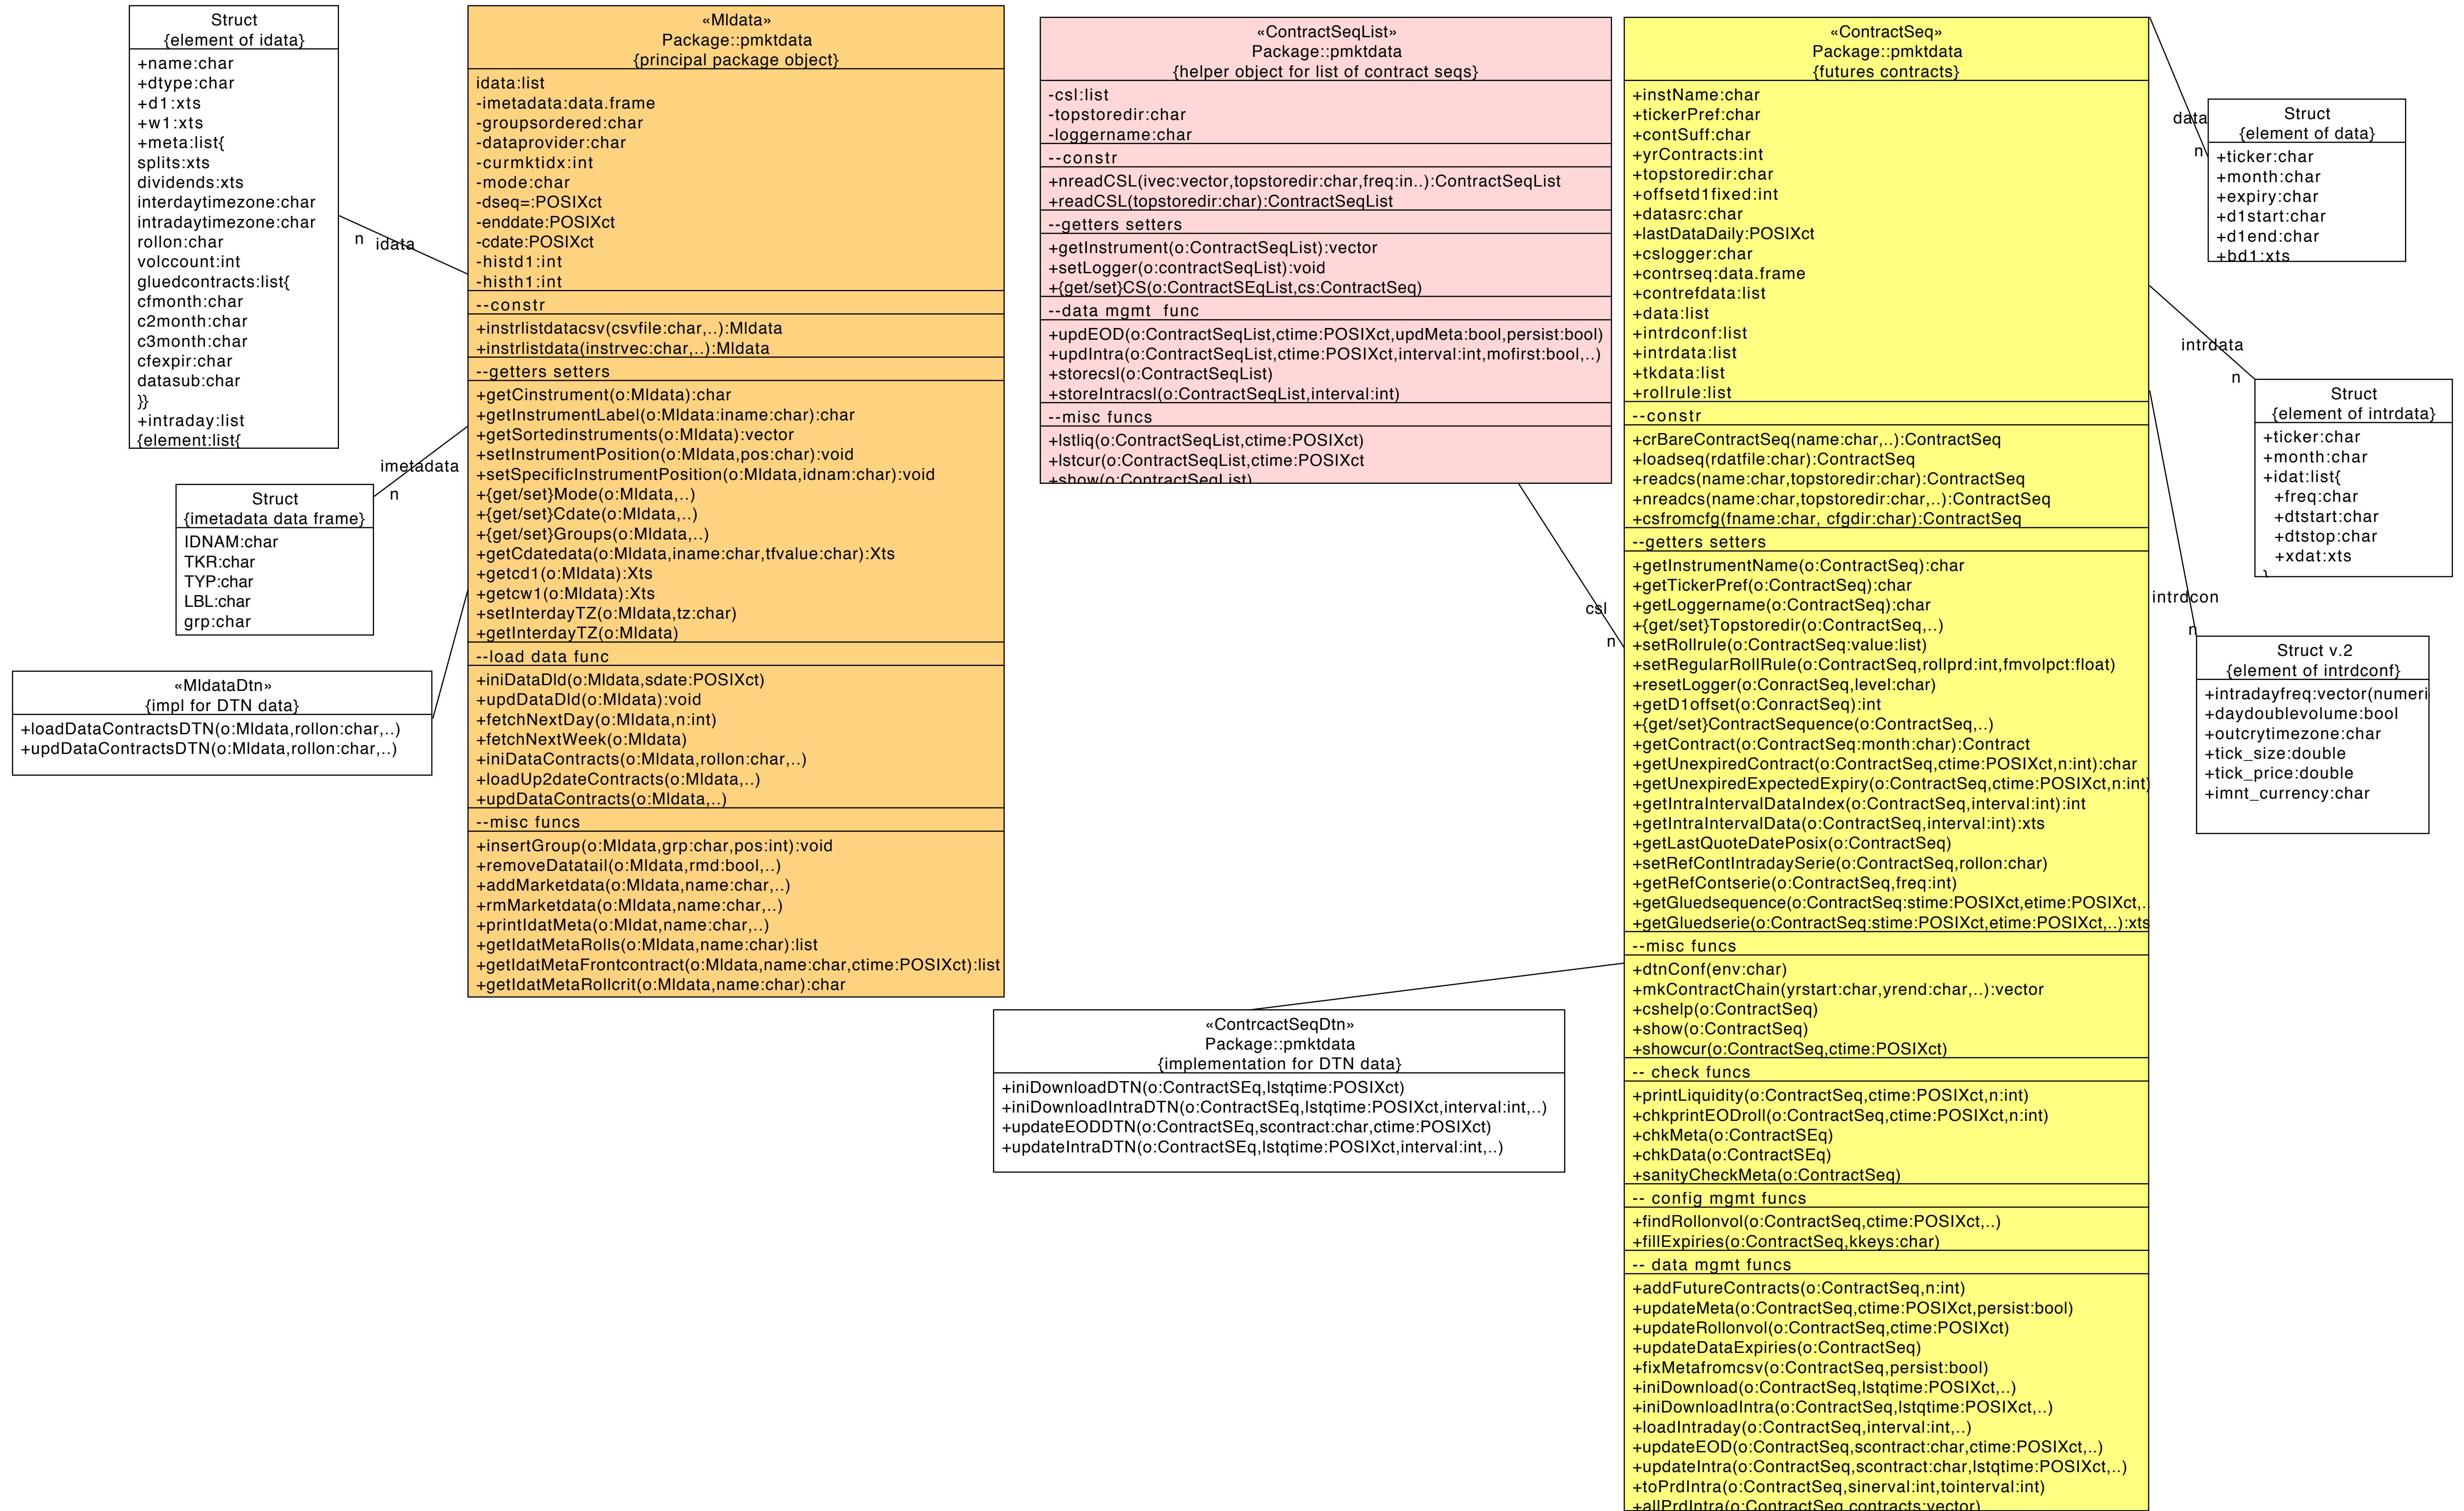 Struct
{element of idata}
+name:char
+dtype:char
+d1:xts
+w1:xts
+meta:list{
splits:xts
dividends:xts
interdaytimezone:char
intradaytimezone:char
rollon:char
volccount:int
gluedcontracts:list{
cfmonth:char
c2month:char
c3month:char
cfexpir:char
datasub:char
}}
+intraday:list
{element:list{
n idata
imetadata
n
Struct
{imetadata data frame}
IDNAM:char
TKR:char
TYP:char
LBL:char
grp:char
«MldataDtn»
{impl for DTN data}
+loadDataContractsDTN(o:Mldata,rollon:char,..)
+updDataContractsDTN(o:Mldata,rollon:char,..)
«Mldata»
Package::pmktdata
{principal package object}
idata:list
-imetadata:data.frame
-groupsordered:char
-dataprovider:char
-curmktidx:int
-mode:char
-dseq=:POSIXct
-enddate:POSIXct
-cdate:POSIXct
-histd1:int
-histh1:int
--constr
+instrlistdatacsv(csvfile:char,..):Mldata
+instrlistdata(instrvec:char,..):Mldata
--getters setters
+getCinstrument(o:Mldata):char
+getInstrumentLabel(o:Mldata:iname:char):char
+getSortedinstruments(o:Mldata):vector
+setInstrumentPosition(o:Mldata,pos:char):void
+setSpecificInstrumentPosition(o:Mldata,idnam:char):void
+{get/set}Mode(o:Mldata,..)
+{get/set}Cdate(o:Mldata,..)
+{get/set}Groups(o:Mldata,..)
+getCdatedata(o:Mldata,iname:char,tfvalue:char):Xts
+getcd1(o:Mldata):Xts
+getcw1(o:Mldata):Xts
+setInterdayTZ(o:Mldata,tz:char)
+getInterdayTZ(o:Mldata)
--load data func
+iniDataDld(o:Mldata,sdate:POSIXct)
+updDataDld(o:Mldata):void
+fetchNextDay(o:Mldata,n:int)
+fetchNextWeek(o:Mldata)
+iniDataContracts(o:Mldata,rollon:char,..)
+loadUp2dateContracts(o:Mldata,..)
+updDataContracts(o:Mldata,..)
--misc funcs
+insertGroup(o:Mldata,grp:char,pos:int):void
+removeDatatail(o:Mldata,rmd:bool,..)
+addMarketdata(o:Mldata,name:char,..)
+rmMarketdata(o:Mldata,name:char,..)
+printIdatMeta(o:Mldat,name:char,..)
+getIdatMetaRolls(o:Mldata,name:char):list
+getIdatMetaFrontcontract(o:Mldata,name:char,ctime:POSIXct):list
+getIdatMetaRollcrit(o:Mldata,name:char):char
«ContractSeqList»
Package::pmktdata
{helper object for list of contract seqs}
-csl:list
-topstoredir:char
-loggername:char
--constr
+nreadCSL(ivec:vector,topstoredir:char,freq:in..):ContractSeqList
+readCSL(topstoredir:char):ContractSeqList
--getters setters
+getInstrument(o:ContractSeqList):vector
+setLogger(o:contractSeqList):void
+{get/set}CS(o:ContractSEqList,cs:ContractSeq)
--data mgmt  func
+updEOD(o:ContractSeqList,ctime:POSIXct,updMeta:bool,persist:bool)
+updIntra(o:ContractSeqList,ctime:POSIXct,interval:int,mofirst:bool,..)
+storecsl(o:ContractSeqList)
+storeIntracsl(o:ContractSeqList,interval:int)
--misc funcs
+lstliq(o:ContractSeqList,ctime:POSIXct)
+lstcur(o:ContractSeqList,ctime:POSIXct
+show(o:ContractSeqList)
csl
n
«ContrcactSeqDtn»
Package::pmktdata
{implementation for DTN data}
+iniDownloadDTN(o:ContractSEq,lstqtime:POSIXct)
+iniDownloadIntraDTN(o:ContractSEq,lstqtime:POSIXct,interval:int,..)
+updateEODDTN(o:ContractSEq,scontract:char,ctime:POSIXct)
+updateIntraDTN(o:ContractSEq,lstqtime:POSIXct,interval:int,..)
«ContractSeq»
Package::pmktdata
{futures contracts}
+instName:char
+tickerPref:char
+contSuff:char
+yrContracts:int
+topstoredir:char
+offsetd1fixed:int
+datasrc:char
+lastDataDaily:POSIXct
+cslogger:char
+contrseq:data.frame
+contrefdata:list
+data:list
+intrdconf:list
+intrdata:list
+tkdata:list
+rollrule:list
--constr
+crBareContractSeq(name:char,..):ContractSeq
+loadseq(rdatfile:char):ContractSeq
+readcs(name:char,topstoredir:char):ContractSeq
+nreadcs(name:char,topstoredir:char,..):ContractSeq
+csfromcfg(fname:char, cfgdir:char):ContractSeq
--getters setters
+getInstrumentName(o:ContractSeq):char
+getTickerPref(o:ContractSeq):char
+getLoggername(o:ContractSeq):char
+{get/set}Topstoredir(o:ContractSeq,..)
+setRollrule(o:ContractSeq:value:list)
+setRegularRollRule(o:ContractSeq,rollprd:int,fmvolpct:float)
+resetLogger(o:ConractSeq,level:char)
+getD1offset(o:ConractSeq):int
+{get/set}ContractSequence(o:ContractSeq,..)
+getContract(o:ContractSeq:month:char):Contract
+getUnexpiredContract(o:ContractSeq,ctime:POSIXct,n:int):char
+getUnexpiredExpectedExpiry(o:ContractSeq,ctime:POSIXct,n:int)
+getIntraIntervalDataIndex(o:ContractSeq,interval:int):int
+getIntraIntervalData(o:ContractSeq,interval:int):xts
+getLastQuoteDatePosix(o:ContractSeq)
+setRefContIntradaySerie(o:ContractSeq,rollon:char)
+getRefContserie(o:ContractSeq,freq:int)
+getGluedsequence(o:ContractSeq:stime:POSIXct,etime:POSIXct,..
+getGluedserie(o:ContractSeq:stime:POSIXct,etime:POSIXct,..):xts
--misc funcs
+dtnConf(env:char)
+mkContractChain(yrstart:char,yrend:char,..):vector
+cshelp(o:ContractSeq)
+show(o:ContractSeq)
+showcur(o:ContractSeq,ctime:POSIXct)
-- check funcs
+printLiquidity(o:ContractSeq,ctime:POSIXct,n:int)
+chkprintEODroll(o:ContractSeq,ctime:POSIXct,n:int)
+chkMeta(o:ContractSEq)
+chkData(o:ContractSEq)
+sanityCheckMeta(o:ContractSeq)
-- config mgmt funcs
+findRollonvol(o:ContractSeq,ctime:POSIXct,..)
+fillExpiries(o:ContractSeq,kkeys:char)
-- data mgmt funcs
+addFutureContracts(o:ContractSeq,n:int)
+updateMeta(o:ContractSeq,ctime:POSIXct,persist:bool)
+updateRollonvol(o:ContractSeq,ctime:POSIXct)
+updateDataExpiries(o:ContractSeq)
+fixMetafromcsv(o:ContractSeq,persist:bool)
+iniDownload(o:ContractSeq,lstqtime:POSIXct,..)
+iniDownloadIntra(o:ContractSeq,lstqtime:POSIXct,..)
+loadIntraday(o:ContractSeq,interval:int,..)
+updateEOD(o:ContractSeq,scontract:char,ctime:POSIXct,..)
+updateIntra(o:ContractSeq,scontract:char,lstqtime:POSIXct,..)
+toPrdIntra(o:ContractSeq,sinerval:int,tointerval:int)
+allPrdIntra(o:ContractSeq,contracts:vector)
data
n
Struct
{element of data}
+ticker:char
+month:char
+expiry:char
+d1start:char
+d1end:char
+bd1:xts
intrdata
n
Struct
{element of intrdata}
+ticker:char
+month:char
+idat:list{
+freq:char
+dtstart:char
+dtstop:char
+xdat:xts
}
intrdcon
n
Struct v.2
{element of intrdconf}
+intradayfreq:vector(numeri
+daydoublevolume:bool
+outcrytimezone:char
+tick_size:double
+tick_price:double
+imnt_currency:char